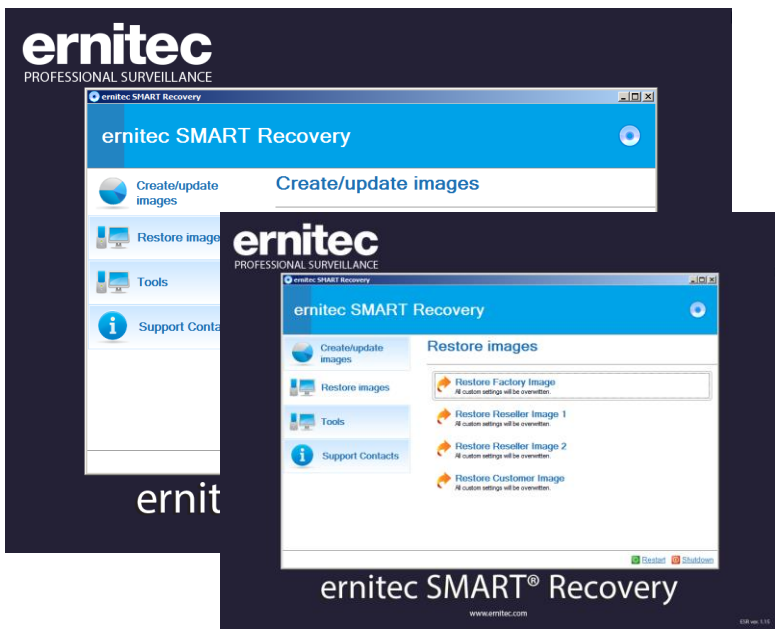 ernitec
PROFESSIONAL SURVEILLANCE
ernitec SMART Recovery
ernitec SMART Recovery
Create/update
images
Create/update images
Restore image
Tools
Support Conta
ernit
ernitec
PROFESSIONAL SURVEILLANCE
ernitec SMART Recovery
ernitec SMART Recovery
Create/update
images
Restore images
Restore images
Restore Factory Image
All custom settings will be overwritten.
Restore Reseller Image 1
All custom settings will be overwritten.
Tools
Restore Reseller Image 2
All custom settings will be overwritten.
Support Contacts
Restore Customer Image
All custom settings will be overwritten.
Restart Shutdown
ernitec SMART® Recovery
www.ernitec.com
ESR ver. 1.15